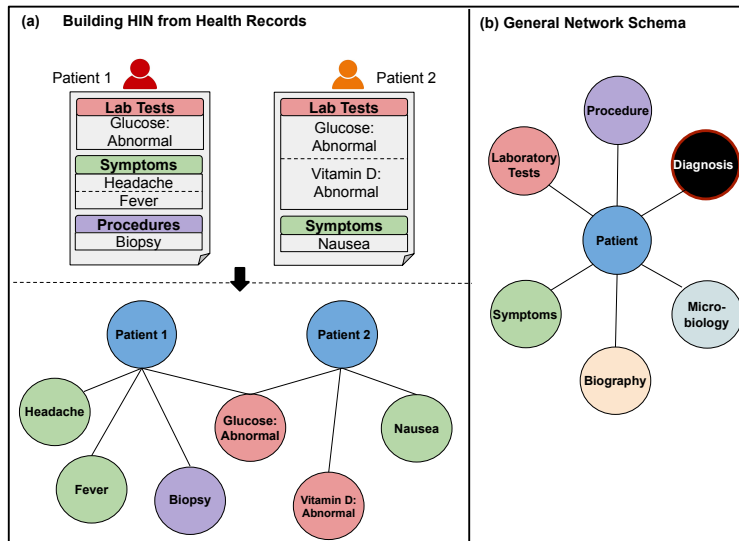 (a) Building HIN from Health Records
Patient 1
Patient 2
Lab Tests
Glucose:
Abnormal
Symptoms
Headache
Fever
Procedures
Biopsy
Lab Tests
Glucose:
Abnormal
Vitamin D:
Abnormal
Symptoms
Nausea
Patient 1
Patient 2
Headache
Glucose:
Abnormal
Nausea
Fever
Biopsy
Vitamin D:
Abnormal
(b) General Network Schema
Procedure
Laboratory
Tests
Diagnosis
Patient
Symptoms
Micro-
biology
Biography